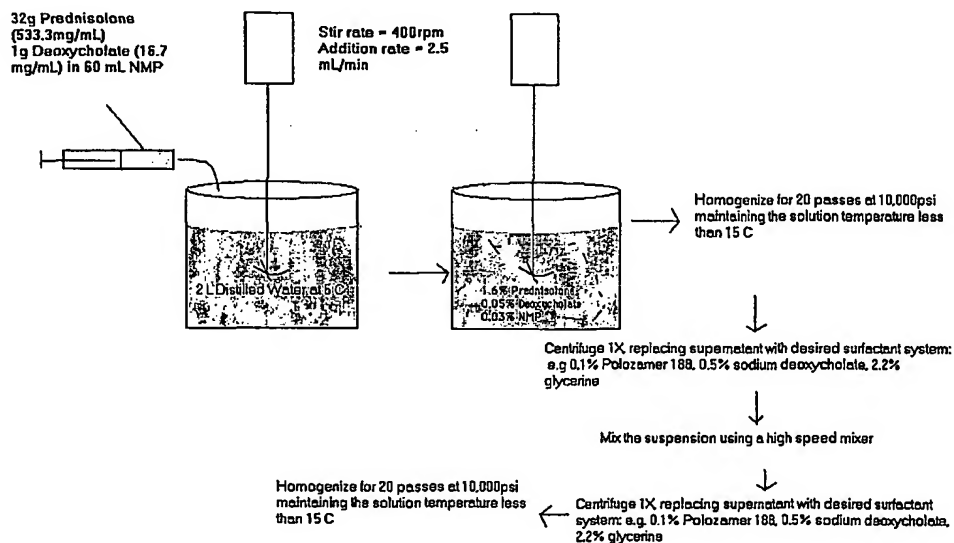 32g Prednisolone
(533.3mg/mL)
1g Deoxycholate (16.7
mg/mL) in 60 mL NMP
Stir rate = 400rpm
Addition rate = 2.5
mL/min
2 L Distilled Water at 5 C
1.6% Prednisolone
0.05% Deoxycholate
0.03% NMP
Homogenize for 20 passes at 10,000psi
maintaining the solution temperature less
than 15 C
Centrifuge 1X, replacing supernatant with desired surfactant system:
e.g 0.1% Polozamer 188, 0.5% sodium deoxycholate, 2.2%
glycerine
Mix the suspension using a high speed mixer
Centrifuge 1X replacing supernatant with desired surfactant
system: e.g. 0.1% Polozamer 188, 0.5% sodium deoxycholate,
2.2% glycerine
Homogenize for 20 passes at 10,000psi
maintaining the solution temperature less
than 15 C